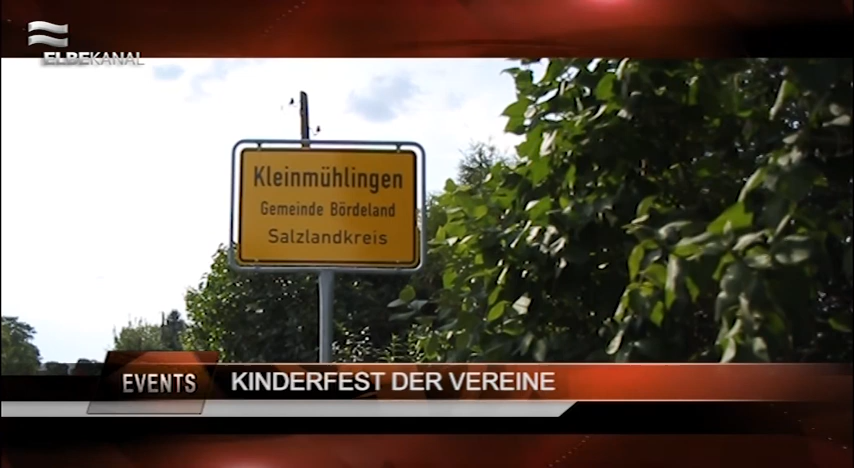 ELBEKANAL
Kleinmühlingen
Gemeinde Bördeland
Salzlandkreis
EVENTS KINDERFEST DER VEREINE